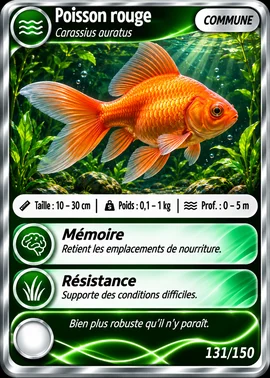 Poisson rouge
Carassius auratus
COMMUNE
Taille : 10 – 30 cm | Poids : 0,1 – 1 kg | Prof. : 0 – 5 m
Mémoire
Retient les emplacements de nourriture.
Résistance
Supporte des conditions difficiles.
Bien plus robuste qu'il n'y paraît.
131/150